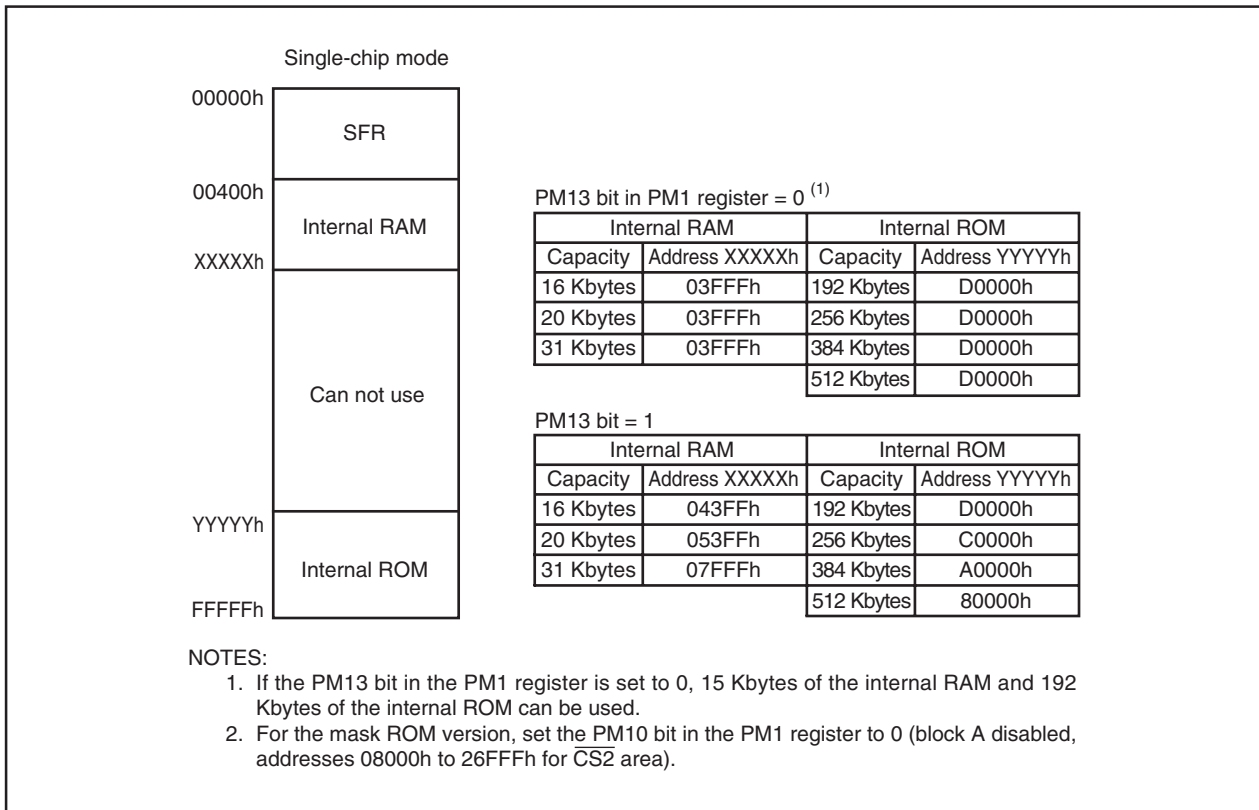 Single-chip mode
00000h
SFR
00400h
Internal RAM
XXXXXh
Can not use
YYYYYh
Internal ROM
FFFFFh
PM13 bit in PM1 register = 0 (1)
Internal RAM Internal ROM
Capacity Address XXXXXh Capacity Address YYYYYh
16 Kbytes 03FFFh 192 Kbytes D0000h
20 Kbytes 03FFFh 256 Kbytes D0000h
31 Kbytes 03FFFh 384 Kbytes D0000h
512 Kbytes D0000h
PM13 bit = 1
Internal RAM Internal ROM
Capacity Address XXXXXh Capacity Address YYYYYh
16 Kbytes 043FFh 192 Kbytes D0000h
20 Kbytes 053FFh 256 Kbytes C0000h
31 Kbytes 07FFFh 384 Kbytes A0000h
512 Kbytes 80000h
NOTES:
1. If the PM13 bit in the PM1 register is set to 0, 15 Kbytes of the internal RAM and 192
Kbytes of the internal ROM can be used.
2. For the mask ROM version, set the PM10 bit in the PM1 register to 0 (block A disabled,
addresses 08000h to 26FFFh for CS2 area).